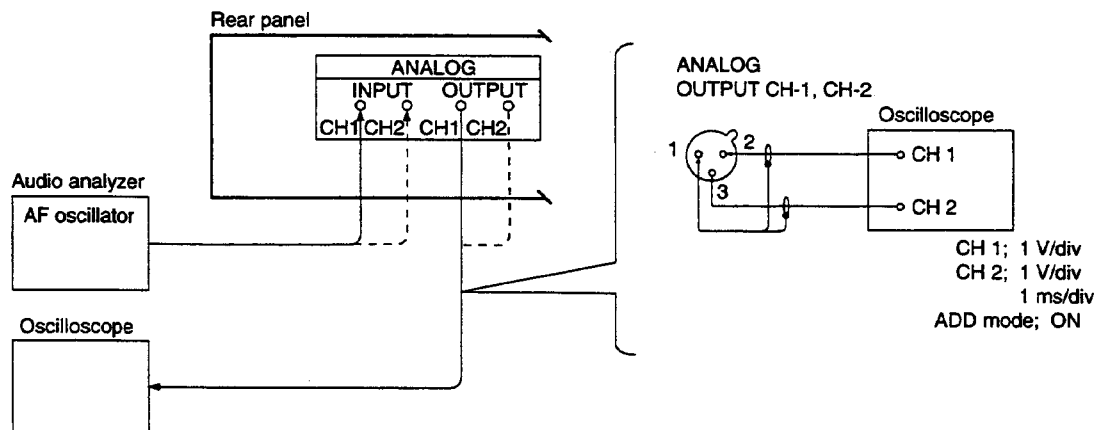 Rear panel
ANALOG
INPUT OUTPUT
CH1 CH2 CH1 CH2
Audio analyzer
AF oscillator
Oscilloscope
ANALOG
OUTPUT CH-1, CH-2
Oscilloscope
1 2 CH 1
3 CH 2
CH 1; 1 V/div
CH 2; 1 V/div
1 ms/div
ADD mode; ON